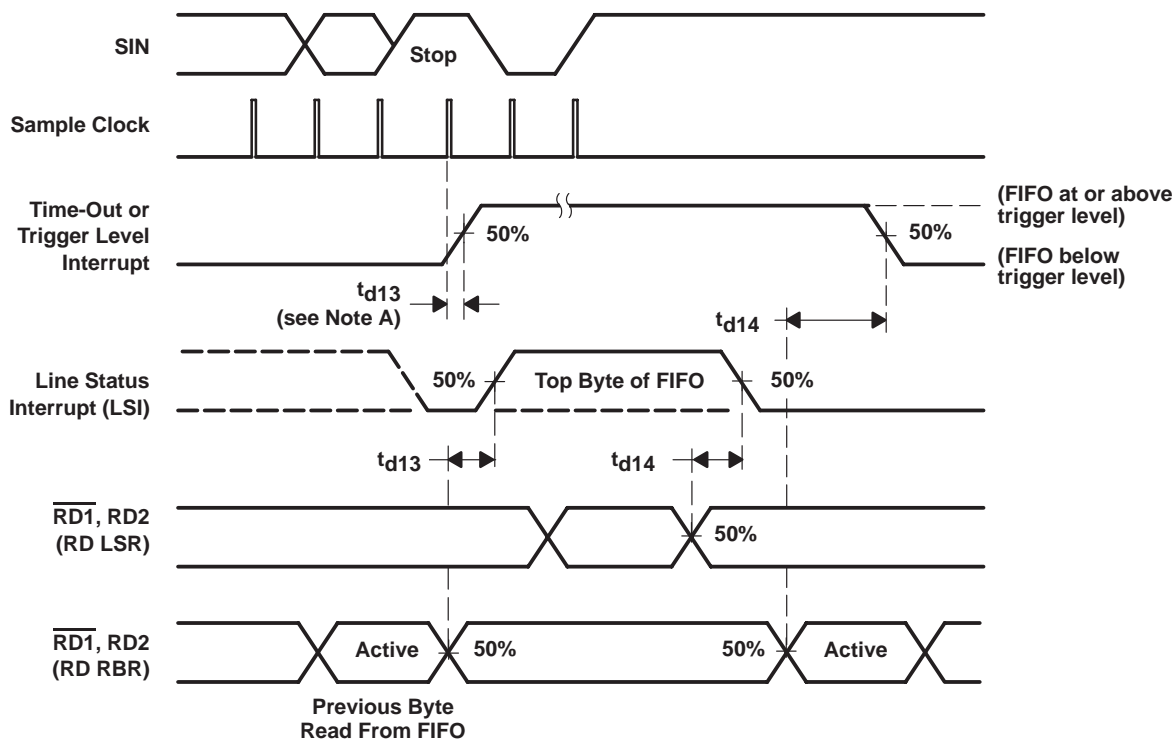 SIN
Stop
Sample Clock
Time-Out or
Trigger Level
Interrupt
50%
50%
(FIFO at or above
trigger level)
(FIFO below
trigger level)
td13
(see Note A)
td14
Line Status
Interrupt (LSI)
50%
Top Byte of FIFO
50%
td13
td14
RD1, RD2
(RD LSR)
50%
RD1, RD2
(RD RBR)
Active
50%
50%
Active
Previous Byte
Read From FIFO